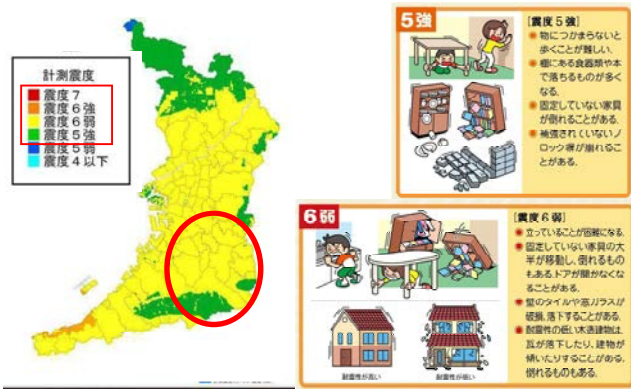 計測震度
震度7
震度6強
震度6弱
震度5強
震度5弱
震度4以下
5強
[震度5強]
物につかまらないと
歩くことが難しい。
棚にある食器類や本
で落ちるものが多く
なる。
固定していない家具
が倒れることがある。
補強されていないブ
ロック塀が崩れるこ
とがある。
6弱
[震度6弱]
立っていることが困難になる。
固定していない家具の大
半が移動し、倒れるもの
もある。ドアが開かなくな
ることがある。
壁のタイルや窓ガラスが
破損、落下することがある。
耐震性の低い木造建物は、
瓦が落下したり、建物が
傾いたりすることがある。
倒れるものもある。
耐震性が高い
耐震性が低い